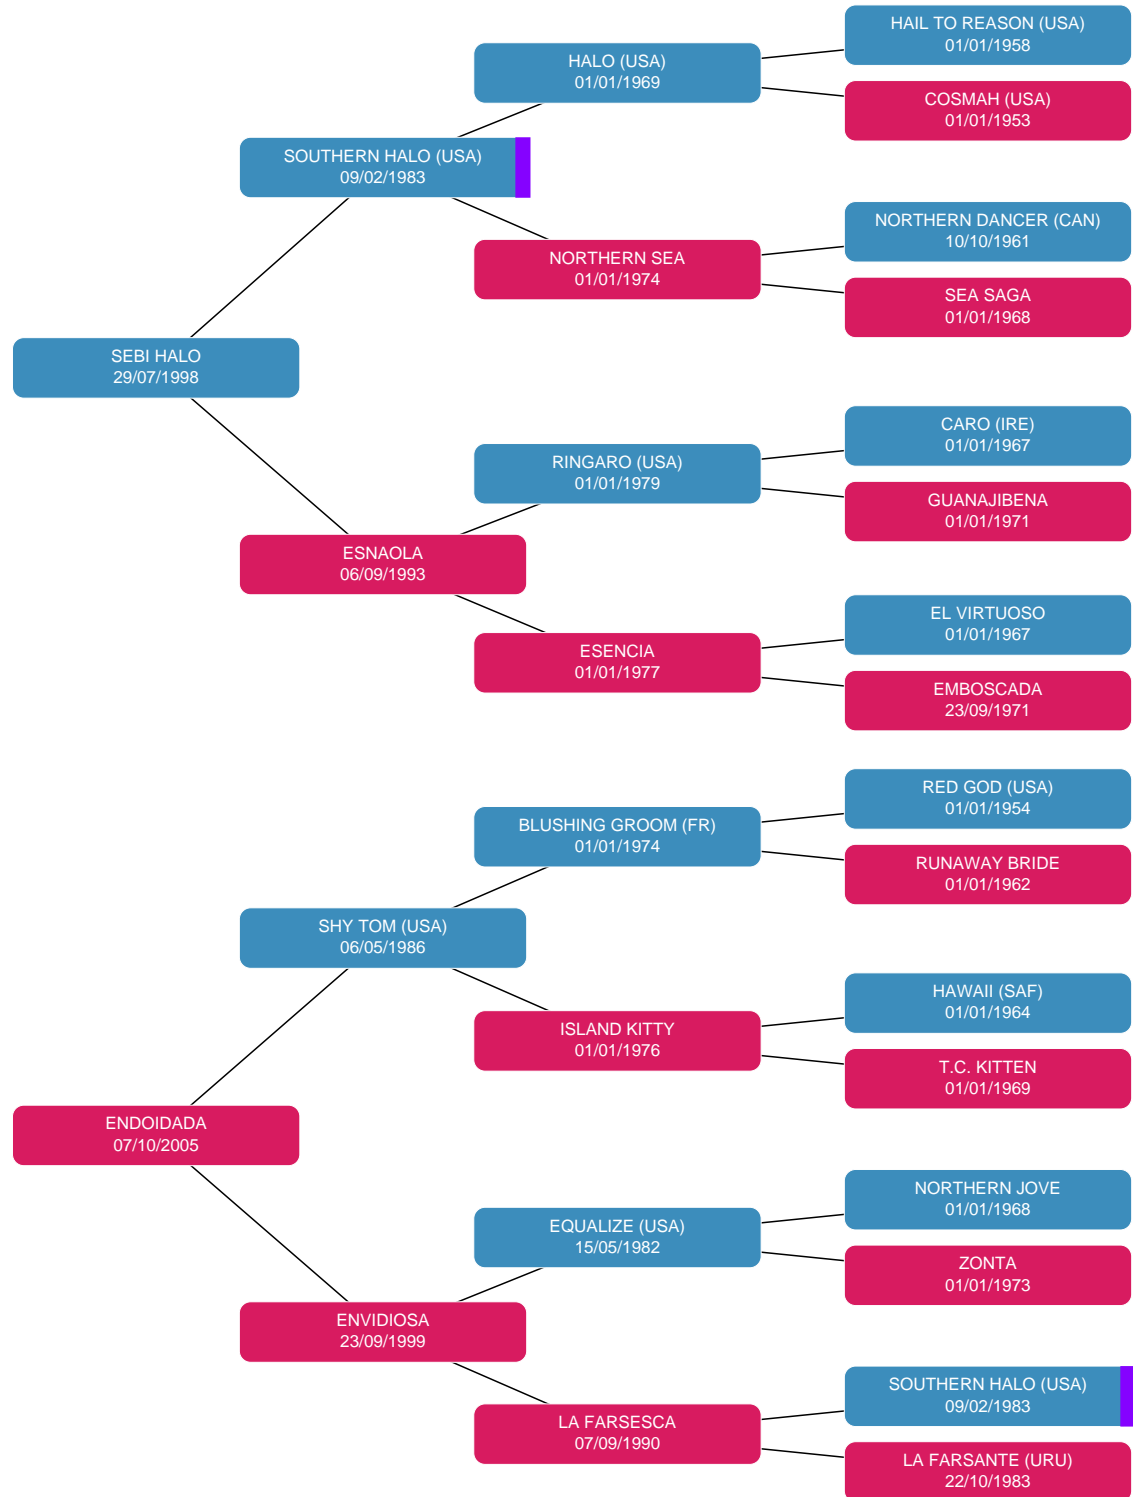 HAIL TO REASON (USA)
01/01/1958
HALO (USA)
01/01/1969
COSMAH (USA)
01/01/1953
SOUTHERN HALO (USA)
09/02/1983
NORTHERN DANCER (CAN)
10/10/1961
NORTHERN SEA
01/01/1974
SEA SAGA
01/01/1968
SEBI HALO
29/07/1998
CARO (IRE)
01/01/1967
RINGARO (USA)
01/01/1979
GUANAJIBENA
01/01/1971
ESNAOLA
06/09/1993
EL VIRTUOSO
01/01/1967
ESENCIA
01/01/1977
EMBOSCADA
23/09/1971
RED GOD (USA)
01/01/1954
BLUSHING GROOM (FR)
01/01/1974
RUNAWAY BRIDE
01/01/1962
SHY TOM (USA)
06/05/1986
HAWAII (SAF)
01/01/1964
ISLAND KITTY
01/01/1976
T.C. KITTEN
01/01/1969
ENDOIDADA
07/10/2005
NORTHERN JOVE
01/01/1968
EQUALIZE (USA)
15/05/1982
ZONTA
01/01/1973
ENVIDIOSA
23/09/1999
SOUTHERN HALO (USA)
09/02/1983
LA FARSESCA
07/09/1990
LA FARSANTE (URU)
22/10/1983